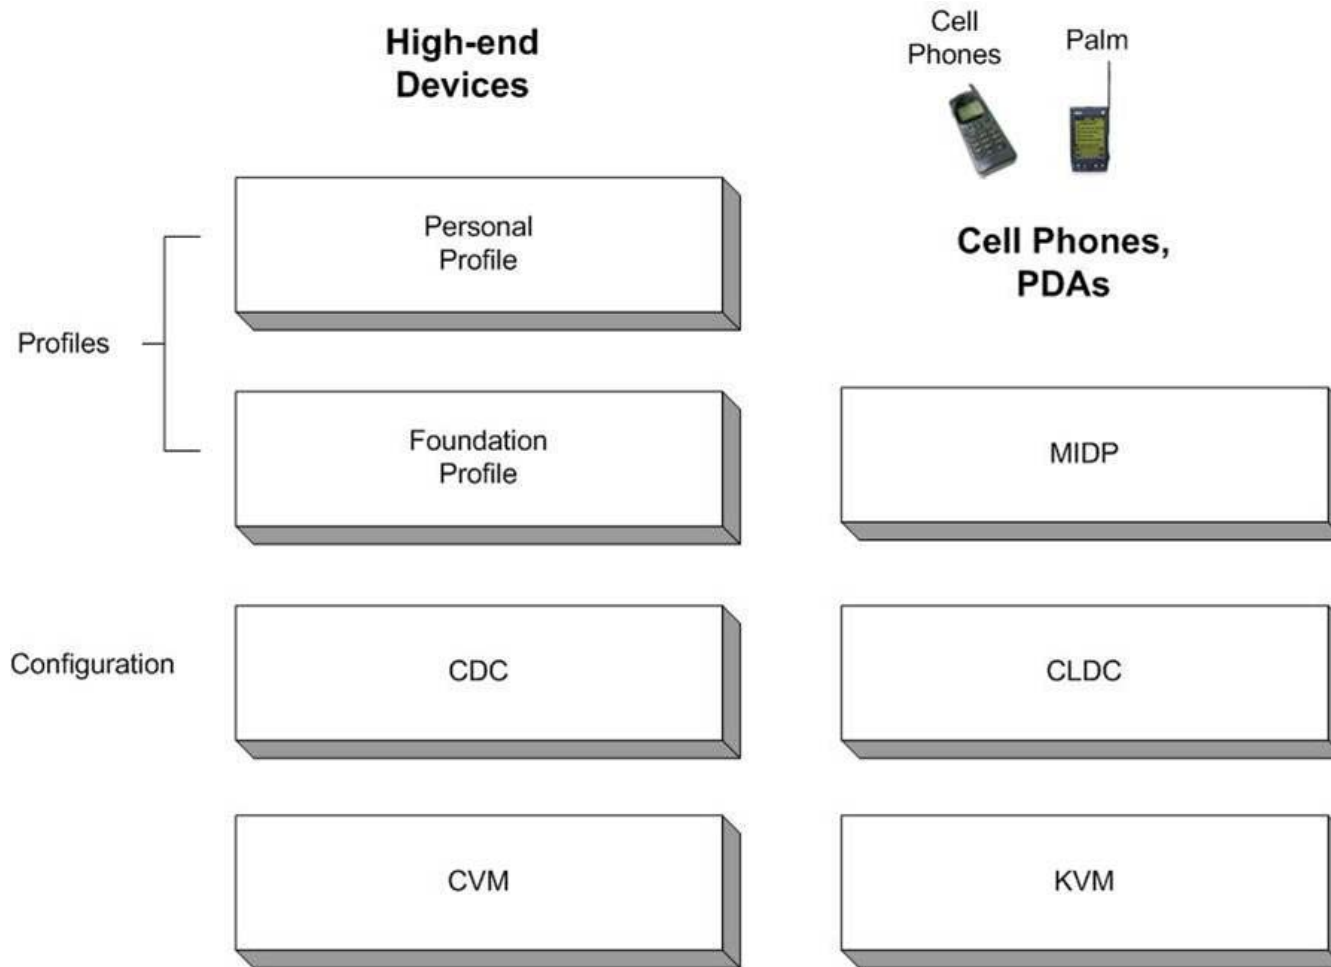 High-end
Devices
Cell
Phones
Palm
Cell Phones,
PDAs
Profiles
Personal
Profile
Foundation
Profile
MIDP
Configuration
CDC
CLDC
CVM
KVM